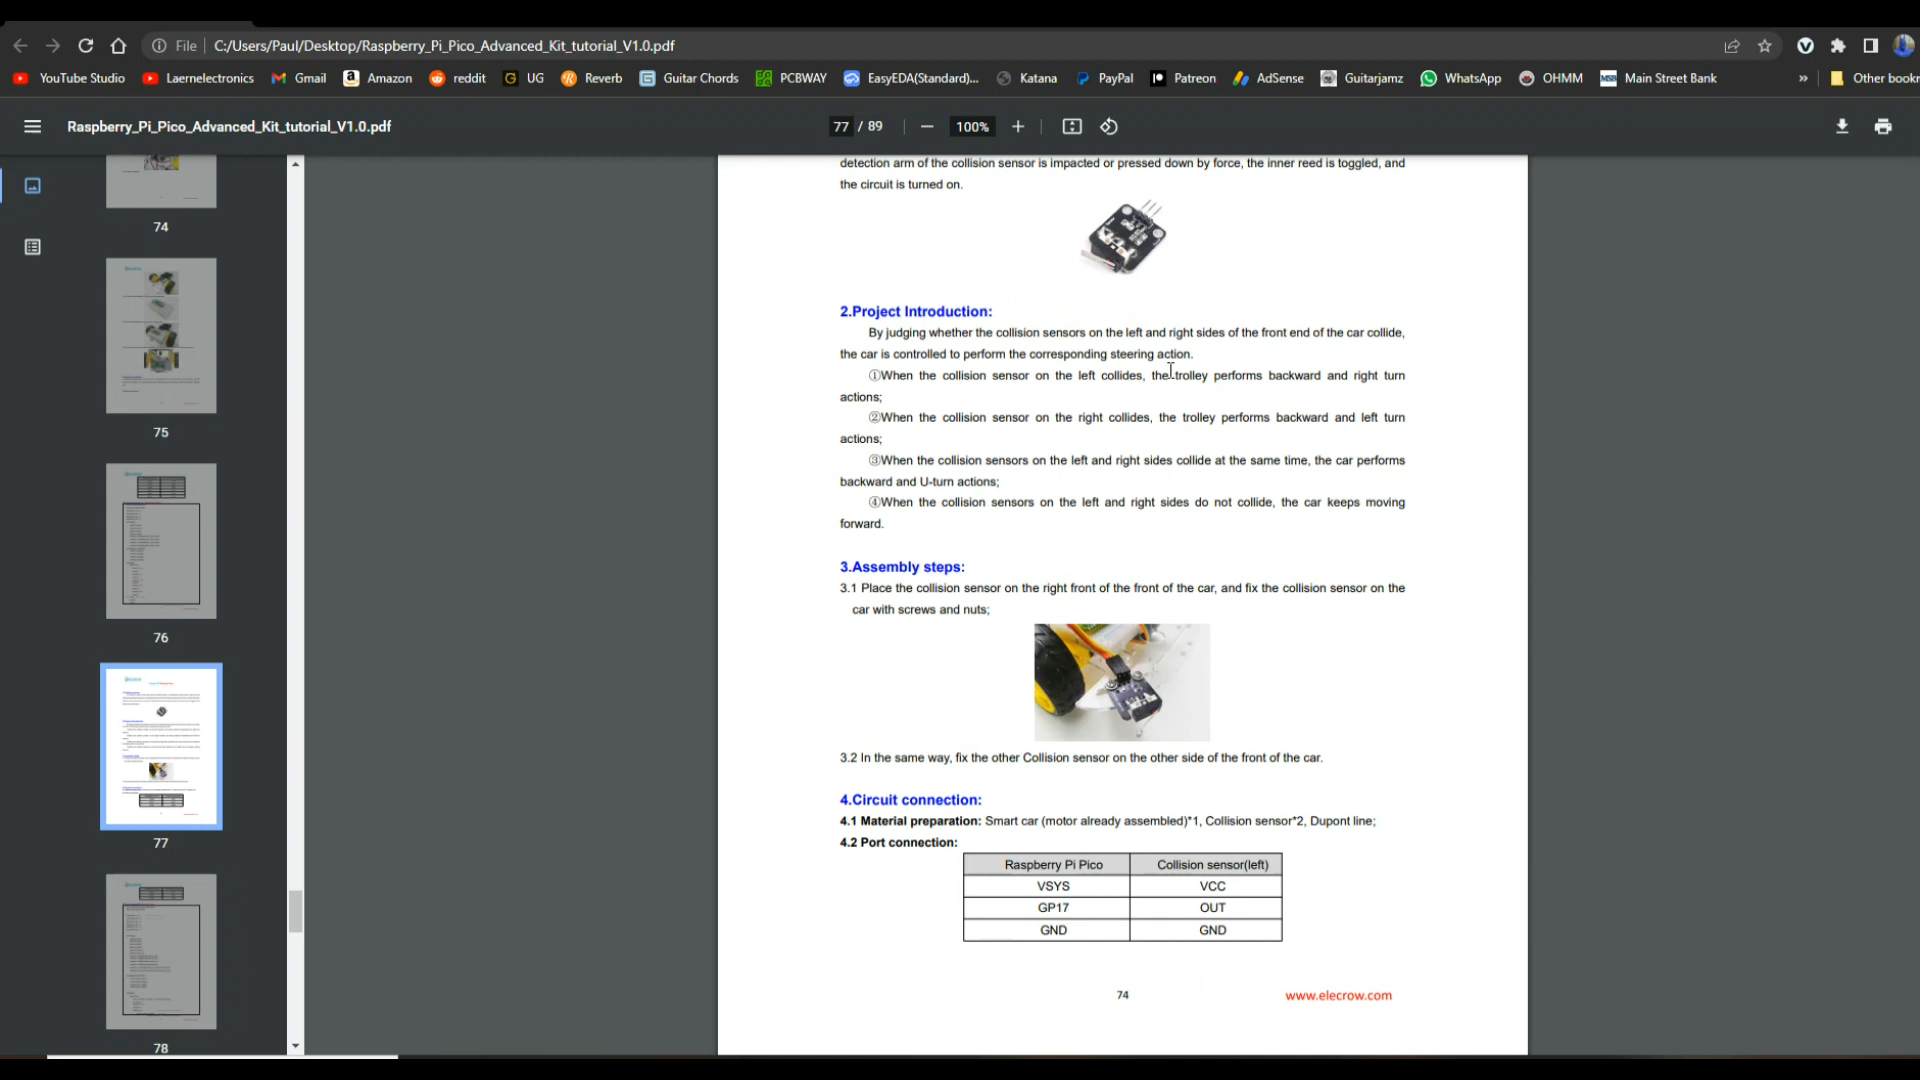 File
C:/Users/Paul/Desktop/Raspberry_Pi_Pico_Advanced_Kit_tutorial_V1.0.pdf
YouTube Studio
Laernelectronics
Gmail
Amazon
reddit
UG
Reverb
Guitar Chords
PCBWAY
EasyEDA(Standard)...
Katana
PayPal
Patreon
AdSense
Guitarjamz
WhatsApp
OHMM
Main Street Bank
»
Raspberry_Pi_Pico_Advanced_Kit_tutorial_V1.0.pdf
77 / 89
100%
74
75
76
77
78
detection arm of the collision sensor is impacted or pressed down by force, the inner reed is toggled, and
the circuit is turned on.
2.Project Introduction:
By judging whether the collision sensors on the left and right sides of the front end of the car collide,
the car is controlled to perform the corresponding steering action.
①When the collision sensor on the left collides, the trolley performs backward and right turn
actions;
②When the collision sensor on the right collides, the trolley performs backward and left turn
actions;
③When the collision sensors on the left and right sides collide at the same time, the car performs
backward and U-turn actions;
④When the collision sensors on the left and right sides do not collide, the car keeps moving
forward.
3.Assembly steps:
3.1 Place the collision sensor on the right front of the front of the car, and fix the collision sensor on the
car with screws and nuts;
3.2 In the same way, fix the other Collision sensor on the other side of the front of the car.
4.Circuit connection:
4.1 Material preparation: Smart car (motor already assembled)*1, Collision sensor*2, Dupont line;
4.2 Port connection:
Raspberry Pi Pico Collision sensor(left)
VSYS VCC
GP17 OUT
GND GND
74
www.elecrow.com